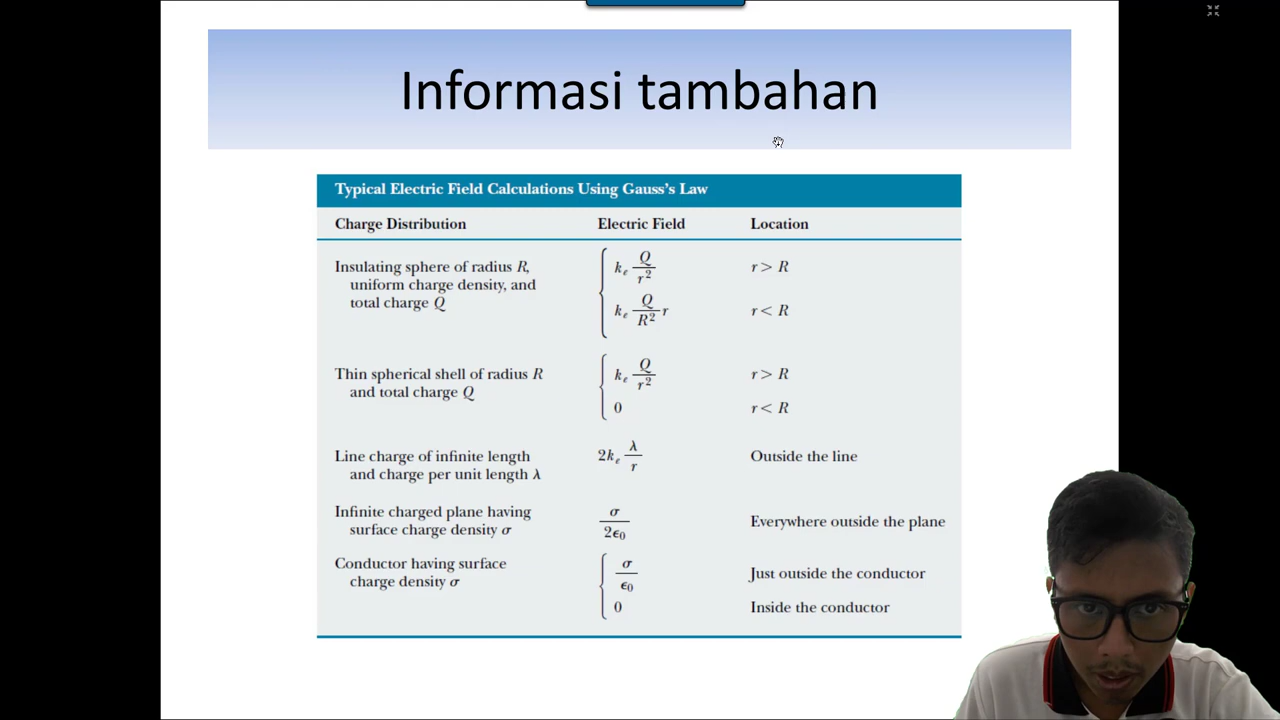 Informasi tambahan
Typical Electric Field Calculations Using Gauss's Law
Charge Distribution Electric Field Location
Insulating sphere of radius R,
uniform charge density, and
total charge Q
k_e Q/r² r > R
k_e Q/R² r r < R
Thin spherical shell of radius R
and total charge Q
k_e Q/r² r > R
0 r < R
Line charge of infinite length
and charge per unit length λ
2k_e λ/r Outside the line
Infinite charged plane having
surface charge density σ
σ/2ϵ₀ Everywhere outside the plane
Conductor having surface
charge density σ
σ/ϵ₀ Just outside the conductor
0 Inside the conductor